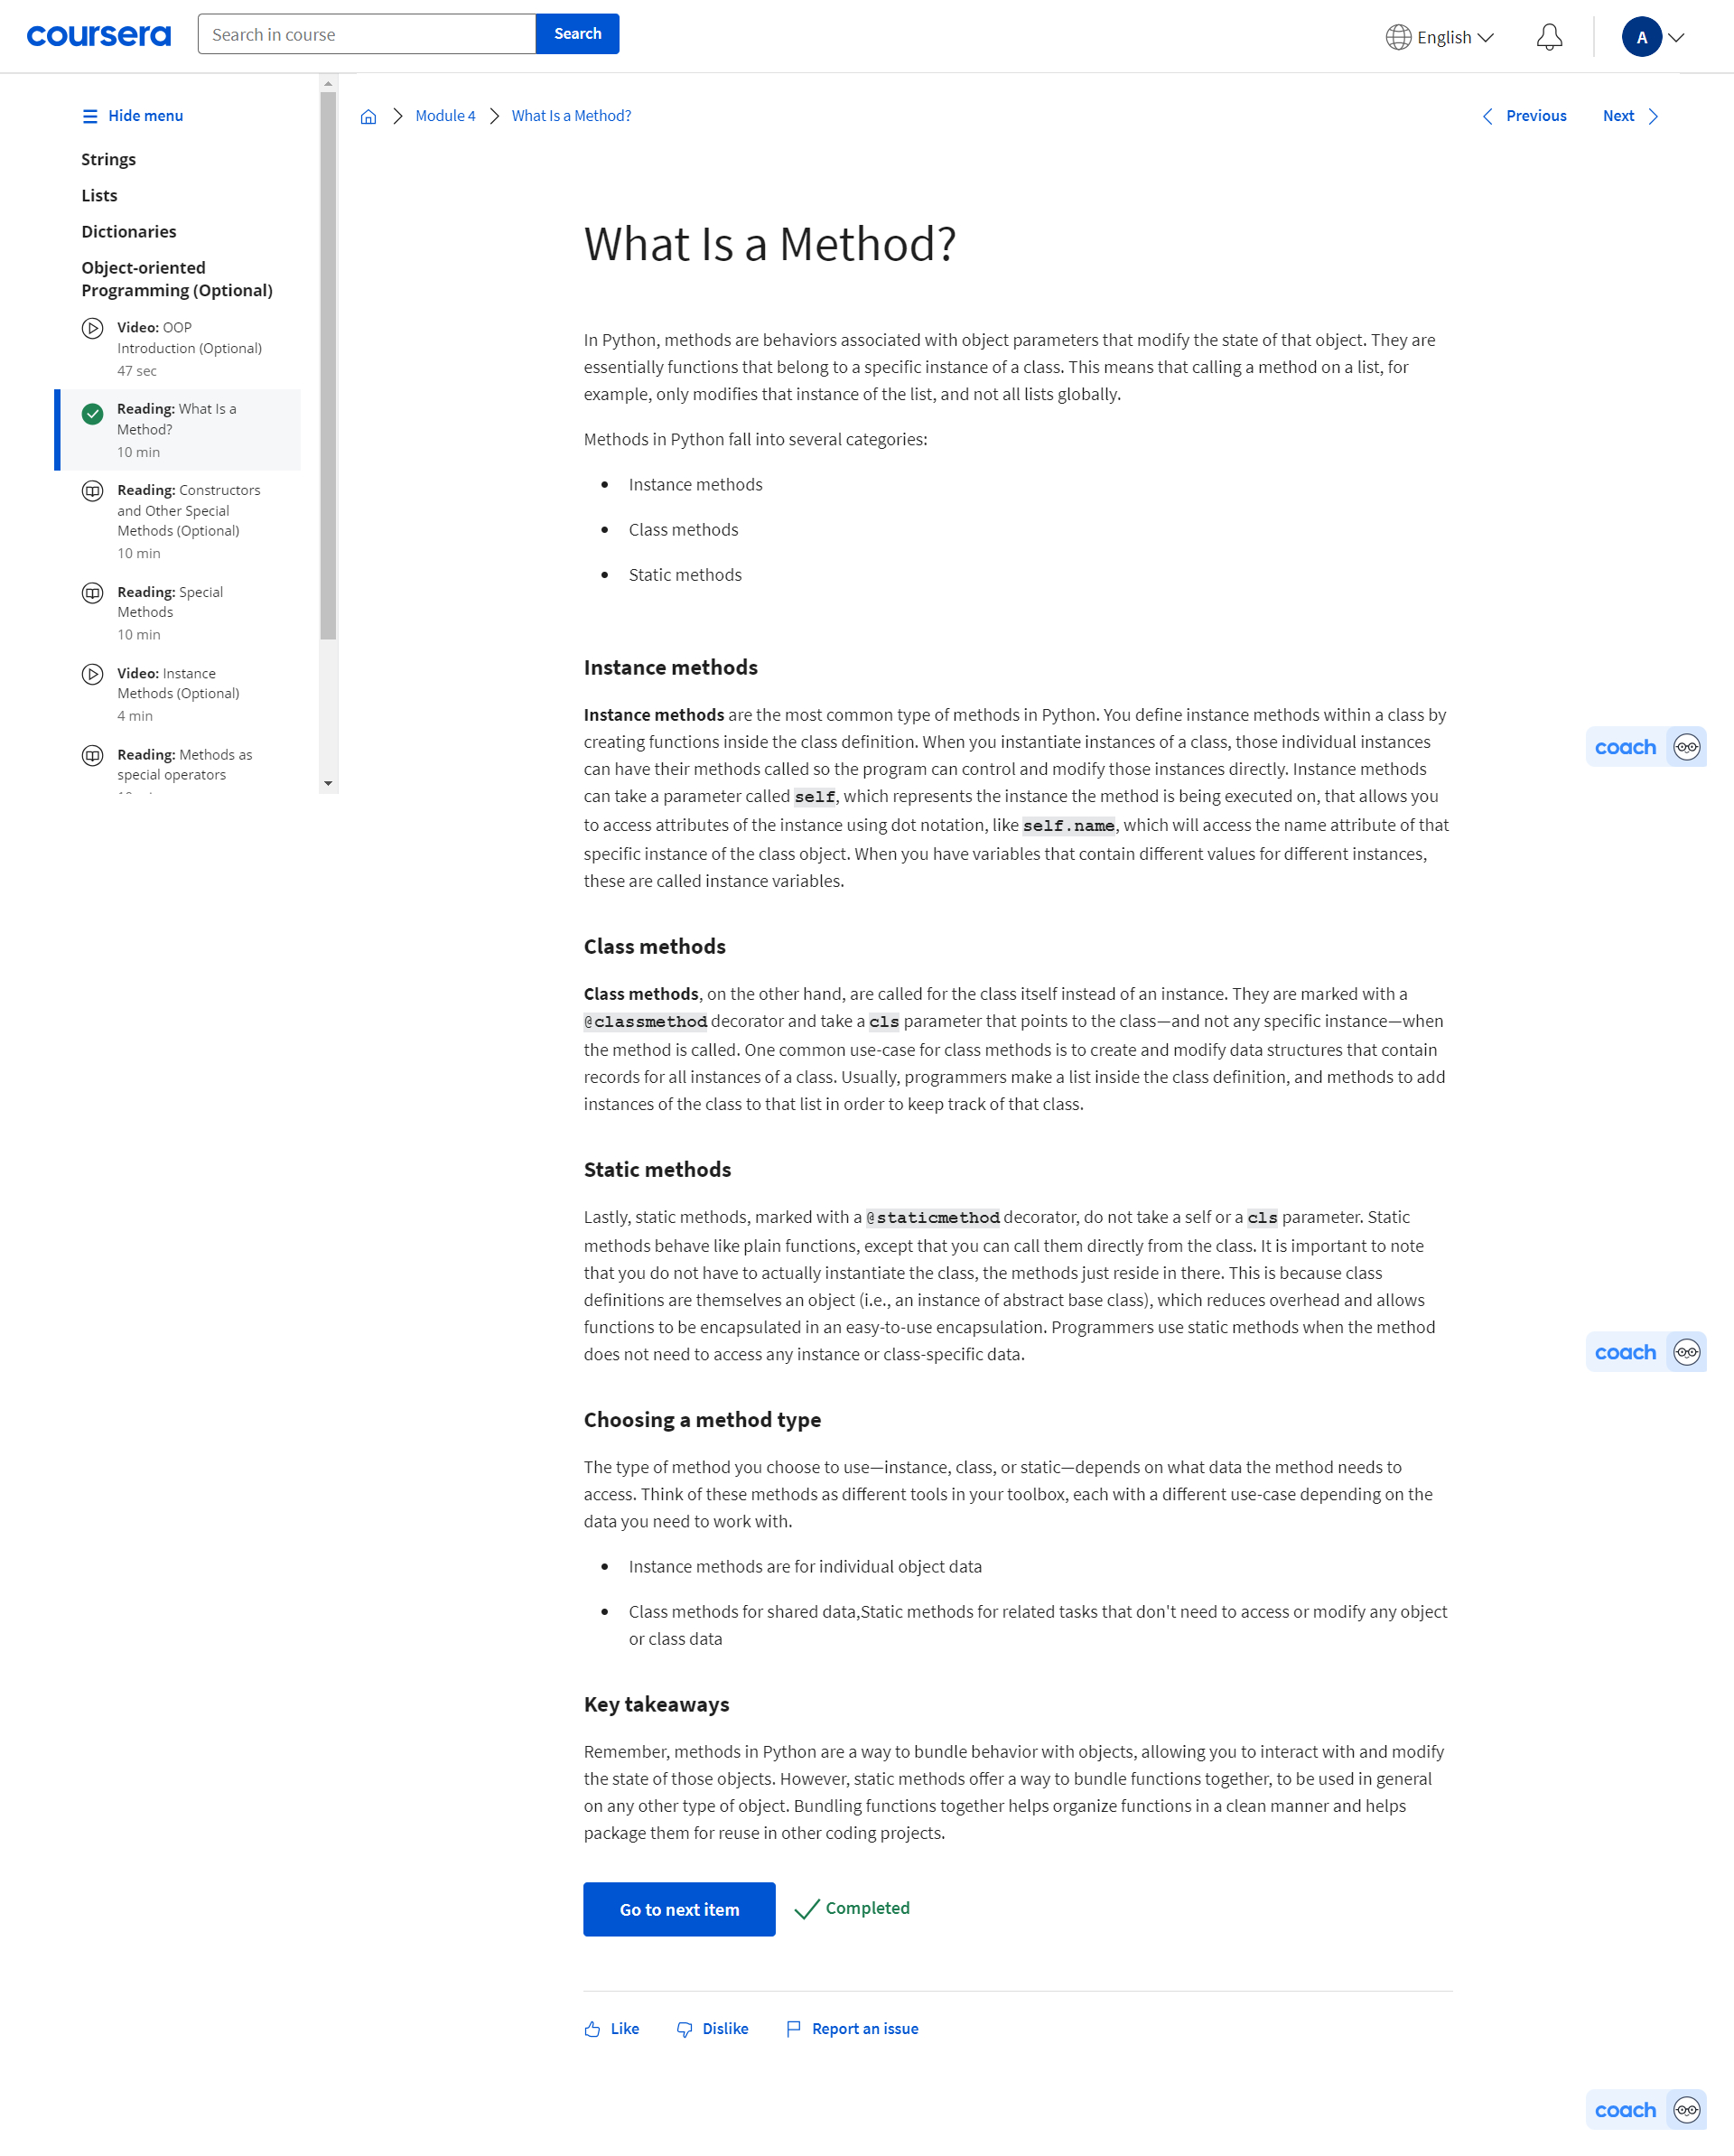 coursera
Search in course
Search
English
A
Hide menu
Strings
Lists
Dictionaries
Object-oriented
Programming (Optional)
Video: OOP
Introduction (Optional)
47 sec
Reading: What Is a
Method?
10 min
Reading: Constructors
and Other Special
Methods (Optional)
10 min
Reading: Special
Methods
10 min
Video: Instance
Methods (Optional)
4 min
Reading: Methods as
special operators
Module 4
What Is a Method?
Previous
Next
What Is a Method?
In Python, methods are behaviors associated with object parameters that modify the state of that object. They are
essentially functions that belong to a specific instance of a class. This means that calling a method on a list, for
example, only modifies that instance of the list, and not all lists globally.
Methods in Python fall into several categories:
• Instance methods
• Class methods
• Static methods
Instance methods
Instance methods are the most common type of methods in Python. You define instance methods within a class by
creating functions inside the class definition. When you instantiate instances of a class, those individual instances
can have their methods called so the program can control and modify those instances directly. Instance methods
can take a parameter called self, which represents the instance the method is being executed on, that allows you
to access attributes of the instance using dot notation, like self.name, which will access the name attribute of that
specific instance of the class object. When you have variables that contain different values for different instances,
these are called instance variables.
Class methods
Class methods, on the other hand, are called for the class itself instead of an instance. They are marked with a
@classmethod decorator and take a cls parameter that points to the class—and not any specific instance—when
the method is called. One common use-case for class methods is to create and modify data structures that contain
records for all instances of a class. Usually, programmers make a list inside the class definition, and methods to add
instances of the class to that list in order to keep track of that class.
Static methods
Lastly, static methods, marked with a @staticmethod decorator, do not take a self or a cls parameter. Static
methods behave like plain functions, except that you can call them directly from the class. It is important to note
that you do not have to actually instantiate the class, the methods just reside in there. This is because class
definitions are themselves an object (i.e., an instance of abstract base class), which reduces overhead and allows
functions to be encapsulated in an easy-to-use encapsulation. Programmers use static methods when the method
does not need to access any instance or class-specific data.
Choosing a method type
The type of method you choose to use—instance, class, or static—depends on what data the method needs to
access. Think of these methods as different tools in your toolbox, each with a different use-case depending on the
data you need to work with.
• Instance methods are for individual object data
• Class methods for shared data,Static methods for related tasks that don't need to access or modify any object
or class data
Key takeaways
Remember, methods in Python are a way to bundle behavior with objects, allowing you to interact with and modify
the state of those objects. However, static methods offer a way to bundle functions together, to be used in general
on any other type of object. Bundling functions together helps organize functions in a clean manner and helps
package them for reuse in other coding projects.
Go to next item
Completed
Like
Dislike
Report an issue
coach
coach
coach